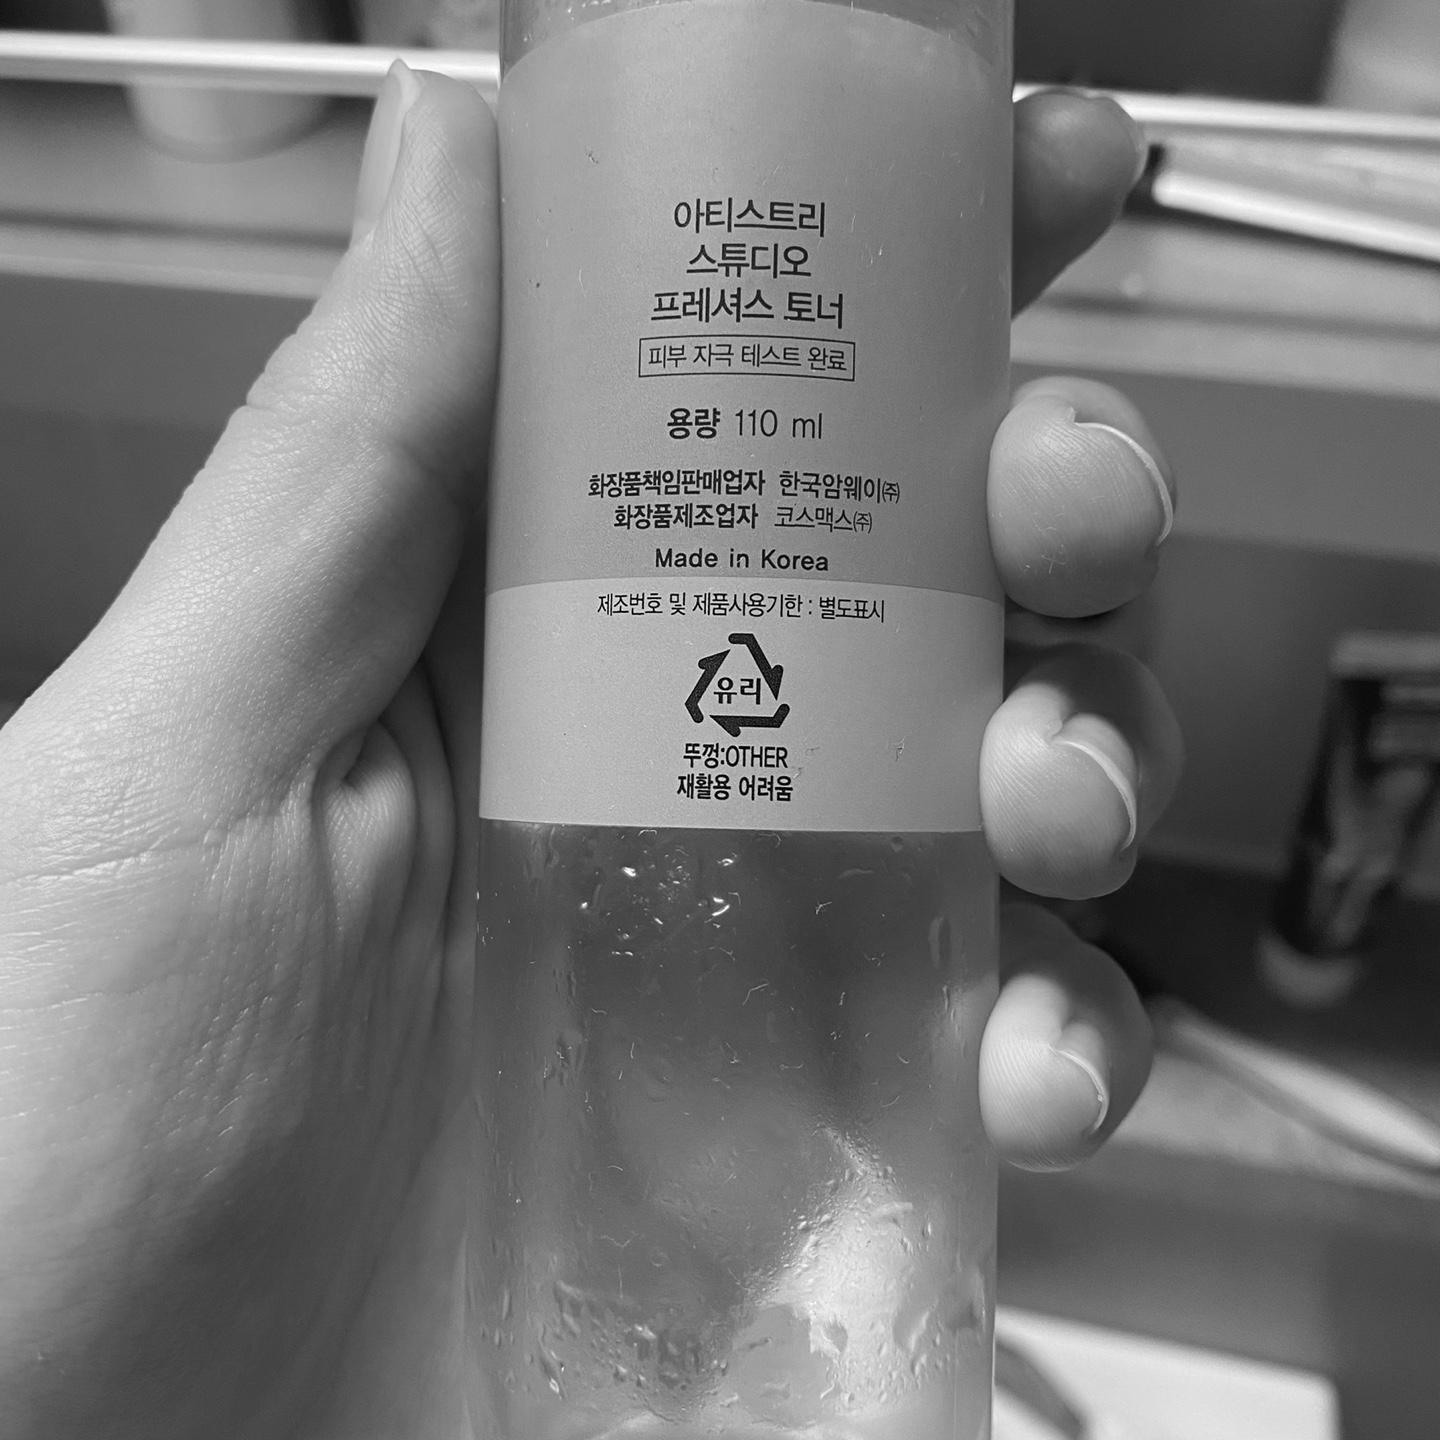 아티스트리
스튜디오
프레셔스 토너
피부 자극 테스트 완료
용량 110 ml
화장품책임판매업자 한국암웨이㈜
화장품제조업자 코스맥스㈜
Made in Korea
제조번호 및 제품사용기한 : 별도표시
유리
뚜껑:OTHER
재활용 어려움